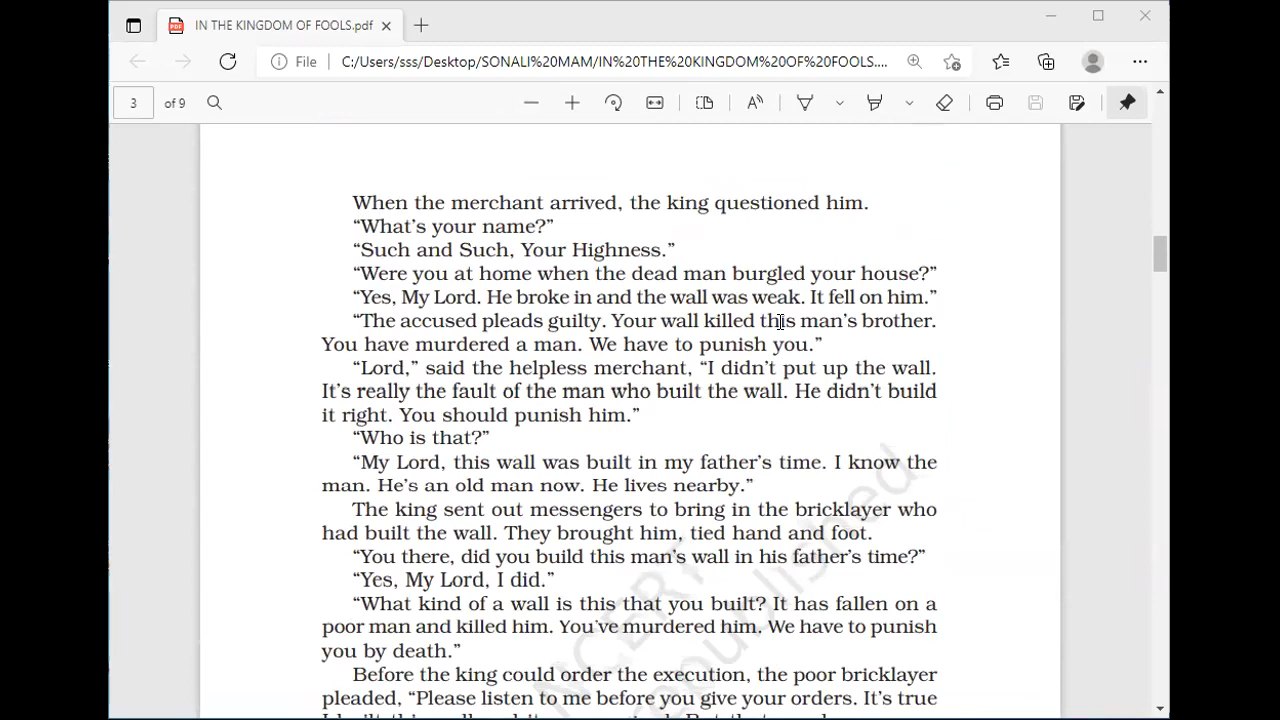 IN THE KINGDOM OF FOOLS.pdf
File C:/Users/sss/Desktop/SONALI%20MAM/IN%20THE%20KINGDOM%20OF%20FOOLS....
3 of 9
When the merchant arrived, the king questioned him.
“What’s your name?”
“Such and Such, Your Highness.”
“Were you at home when the dead man burgled your house?”
“Yes, My Lord. He broke in and the wall was weak. It fell on him.”
“The accused pleads guilty. Your wall killed this man’s brother.
You have murdered a man. We have to punish you.”
“Lord,” said the helpless merchant, “I didn’t put up the wall.
It’s really the fault of the man who built the wall. He didn’t build
it right. You should punish him.”
“Who is that?”
“My Lord, this wall was built in my father’s time. I know the
man. He’s an old man now. He lives nearby.”
The king sent out messengers to bring in the bricklayer who
had built the wall. They brought him, tied hand and foot.
“You there, did you build this man’s wall in his father’s time?”
“Yes, My Lord, I did.”
“What kind of a wall is this that you built? It has fallen on a
poor man and killed him. You’ve murdered him. We have to punish
you by death.”
Before the king could order the execution, the poor bricklayer
pleaded, “Please listen to me before you give your orders. It’s true
NCERT
republished